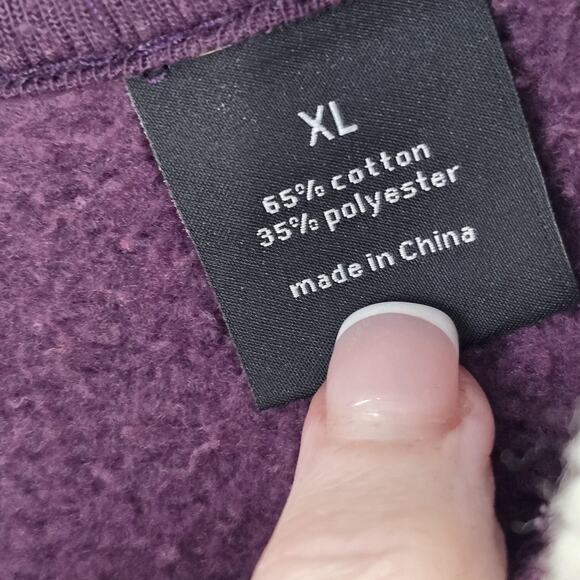 XL
65% cotton
35% polyester
made in China